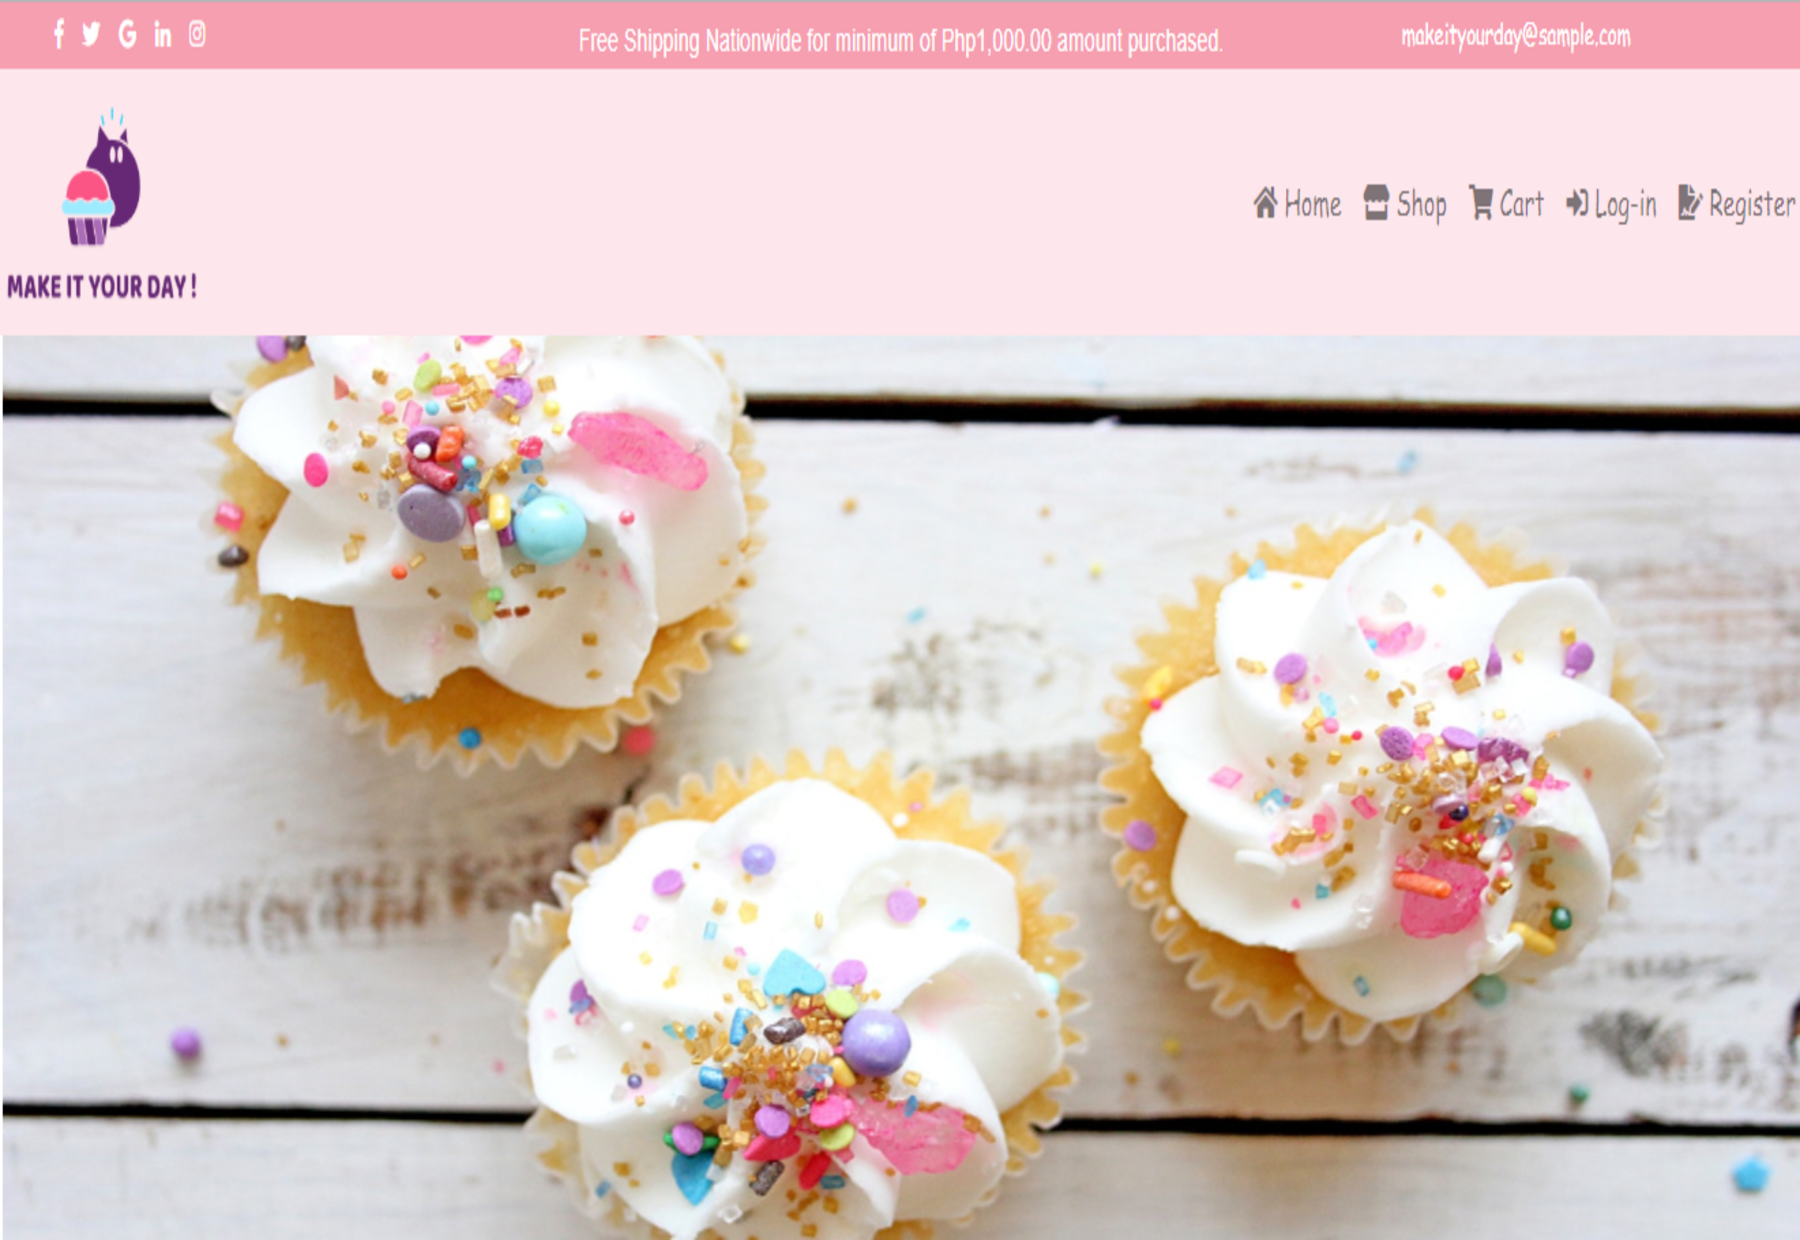 Free Shipping Nationwide for minimum of Php1,000.00 amount purchased.
makeityourday@sample.com
Home Shop Cart Log-in Register
MAKE IT YOUR DAY !